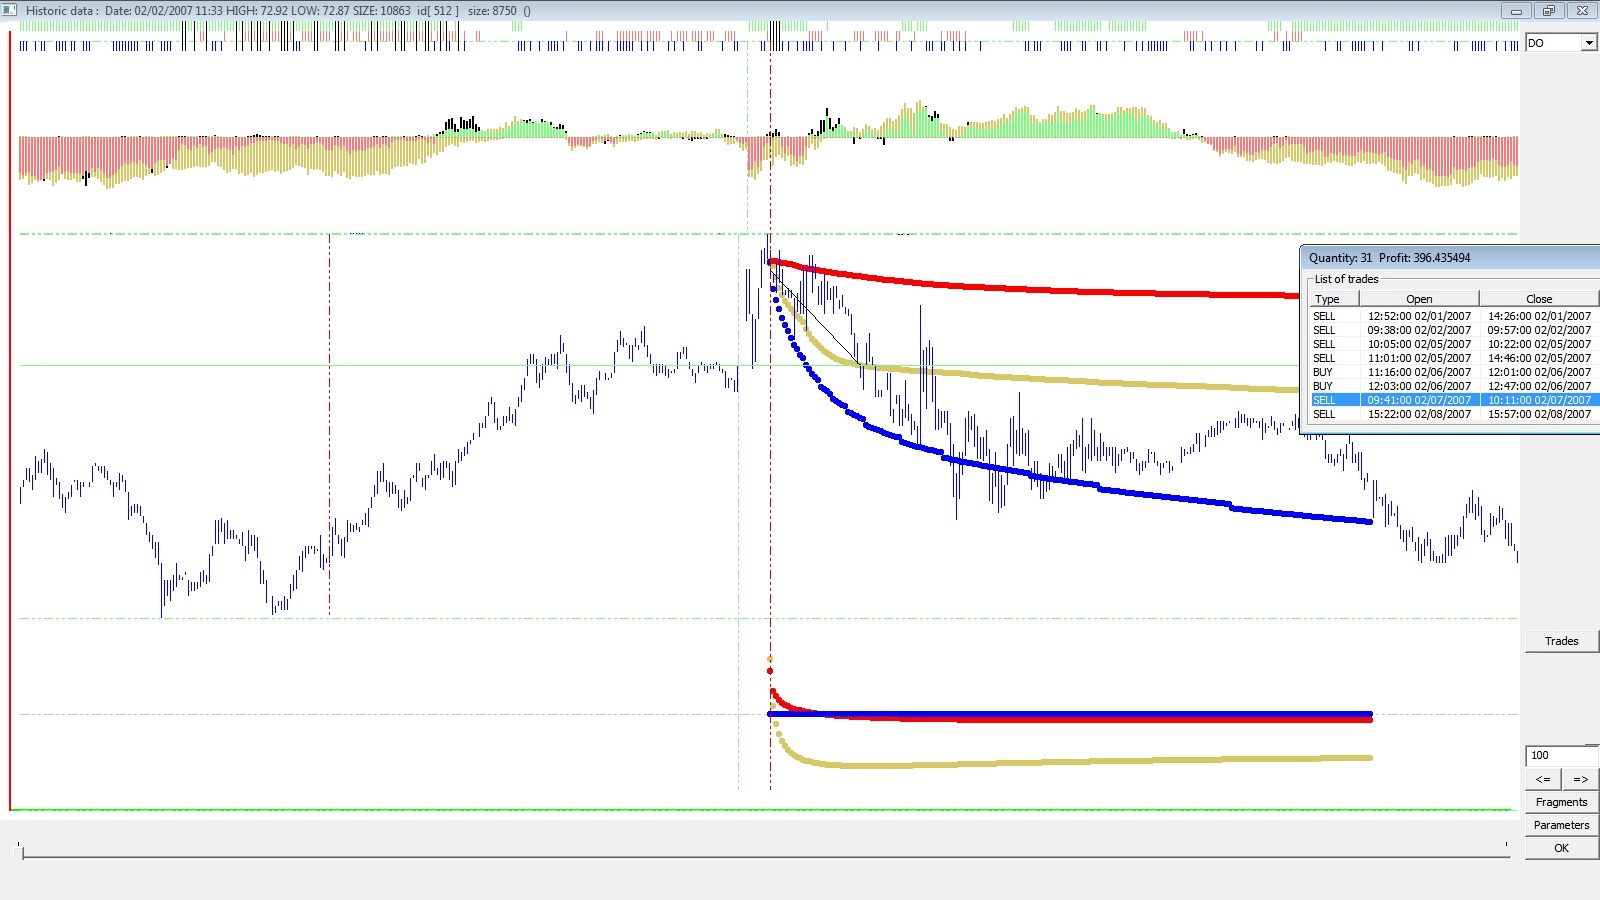 Historic data : Date: 02/02/2007 11:33 HIGH: 72.92 LOW: 72.87 SIZE: 10863 id[ 512 ] size: 8750 ()
DO
Quantity: 31 Profit: 396.435494
List of trades
Type Open Close
SELL 12:52:00 02/01/2007 14:26:00 02/01/2007
SELL 09:38:00 02/02/2007 09:57:00 02/02/2007
SELL 10:05:00 02/05/2007 10:22:00 02/05/2007
SELL 11:01:00 02/05/2007 14:46:00 02/05/2007
BUY 11:16:00 02/06/2007 12:01:00 02/06/2007
BUY 12:03:00 02/06/2007 12:47:00 02/06/2007
SELL 09:41:00 02/07/2007 10:11:00 02/07/2007
SELL 15:22:00 02/08/2007 15:57:00 02/08/2007
Trades
100
<= =>
Fragments
Parameters
OK